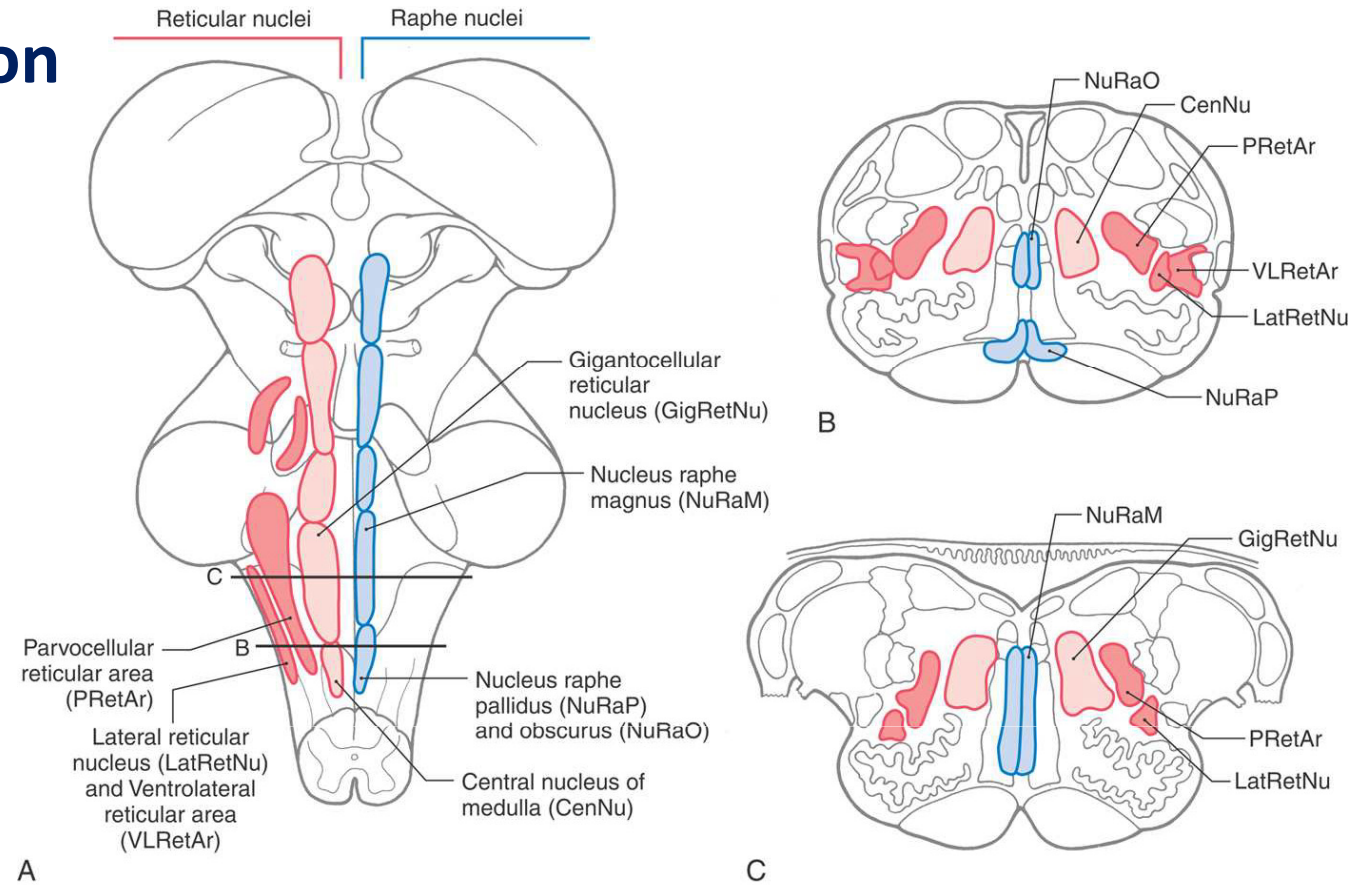 on
Reticular nuclei
Raphe nuclei
Gigantocellular
reticular
nucleus (GigRetNu)
Nucleus raphe
magnus (NuRaM)
C
B
Parvocellular
reticular area
(PRetAr)
Lateral reticular
nucleus (LatRetNu)
and Ventrolateral
reticular area
(VLRetAr)
Nucleus raphe
pallidus (NuRaP)
and obscurus (NuRaO)
Central nucleus of
medulla (CenNu)
A
NuRaO
CenNu
PRetAr
VLRetAr
LatRetNu
NuRaP
B
NuRaM
GigRetNu
PRetAr
LatRetNu
C